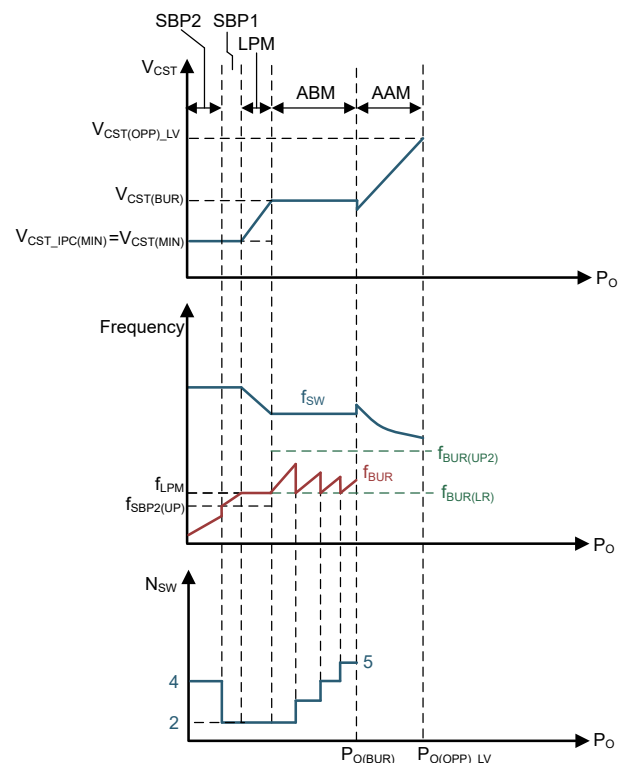 SBP2
SBP1
LPM
VCST
ABM
AAM
VCST(OPP)_LV
VCST(BUR)
VCST_IPC(MIN)=VCST(MIN)
PO
Frequency
fSW
fBUR(UP2)
fLPM
fBUR
fBUR(LR)
fSBP2(UP)
PO
NSW
5
4
2
PO
PO(BUR)
PO(OPP)_LV